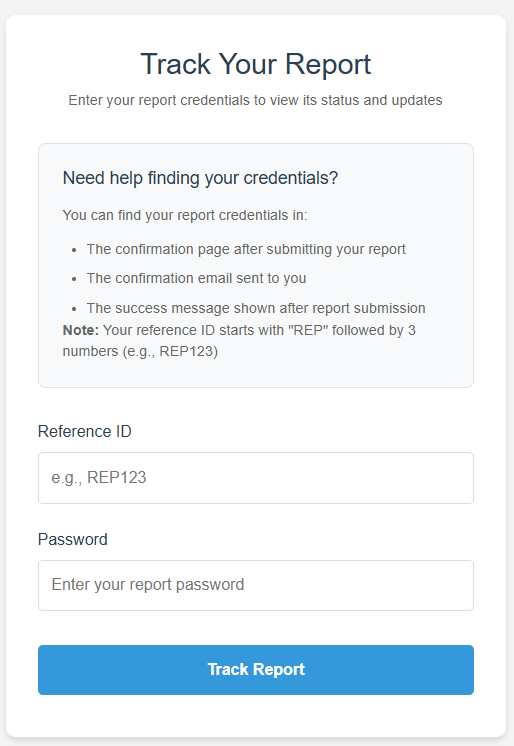 Track Your Report
Enter your report credentials to view its status and updates
Need help finding your credentials?
You can find your report credentials in:
• The confirmation page after submitting your report
• The confirmation email sent to you
• The success message shown after report submission
Note: Your reference ID starts with "REP" followed by 3
numbers (e.g., REP123)
Reference ID
e.g., REP123
Password
Enter your report password
Track Report